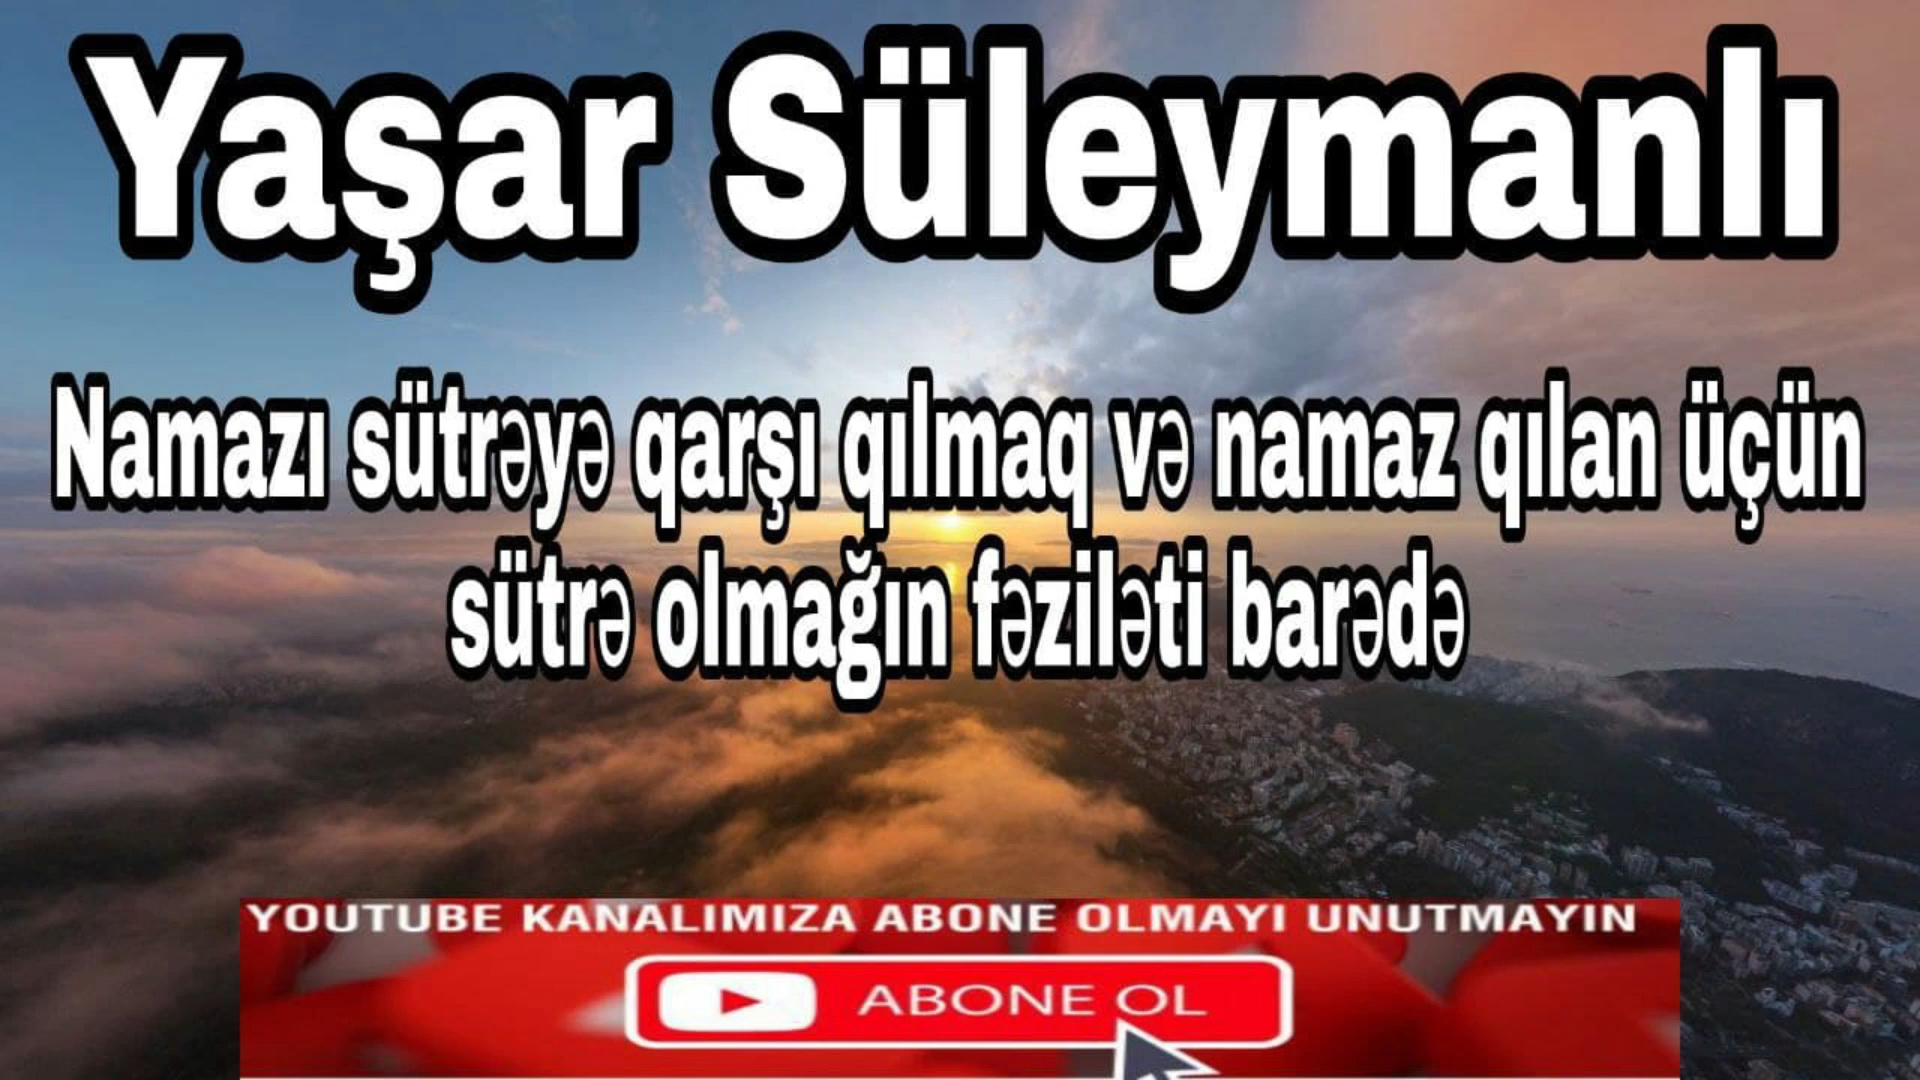 Yaşar Süleymanlı
Namazı sütrəyə qarşı qılmaq və namaz qılan üçün
sütrə olmağın fəziləti barədə
YOUTUBE KANALIMIZA ABONE OLMAYI UNUTMAYIN
ABONE OL